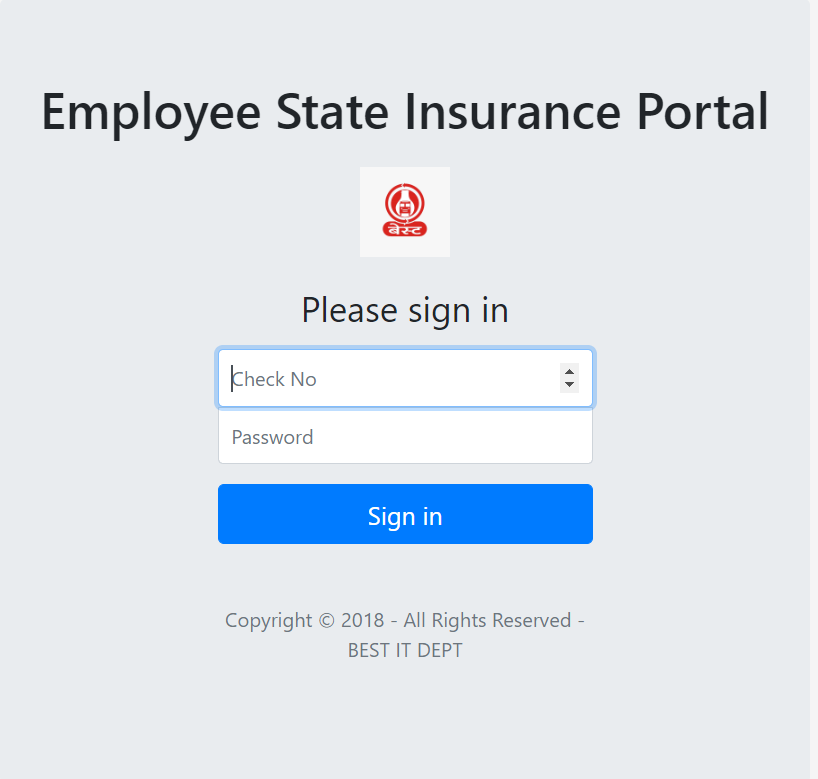 Employee State Insurance Portal
बेस्ट
Please sign in
Check No
Password
Sign in
Copyright © 2018 - All Rights Reserved -
BEST IT DEPT